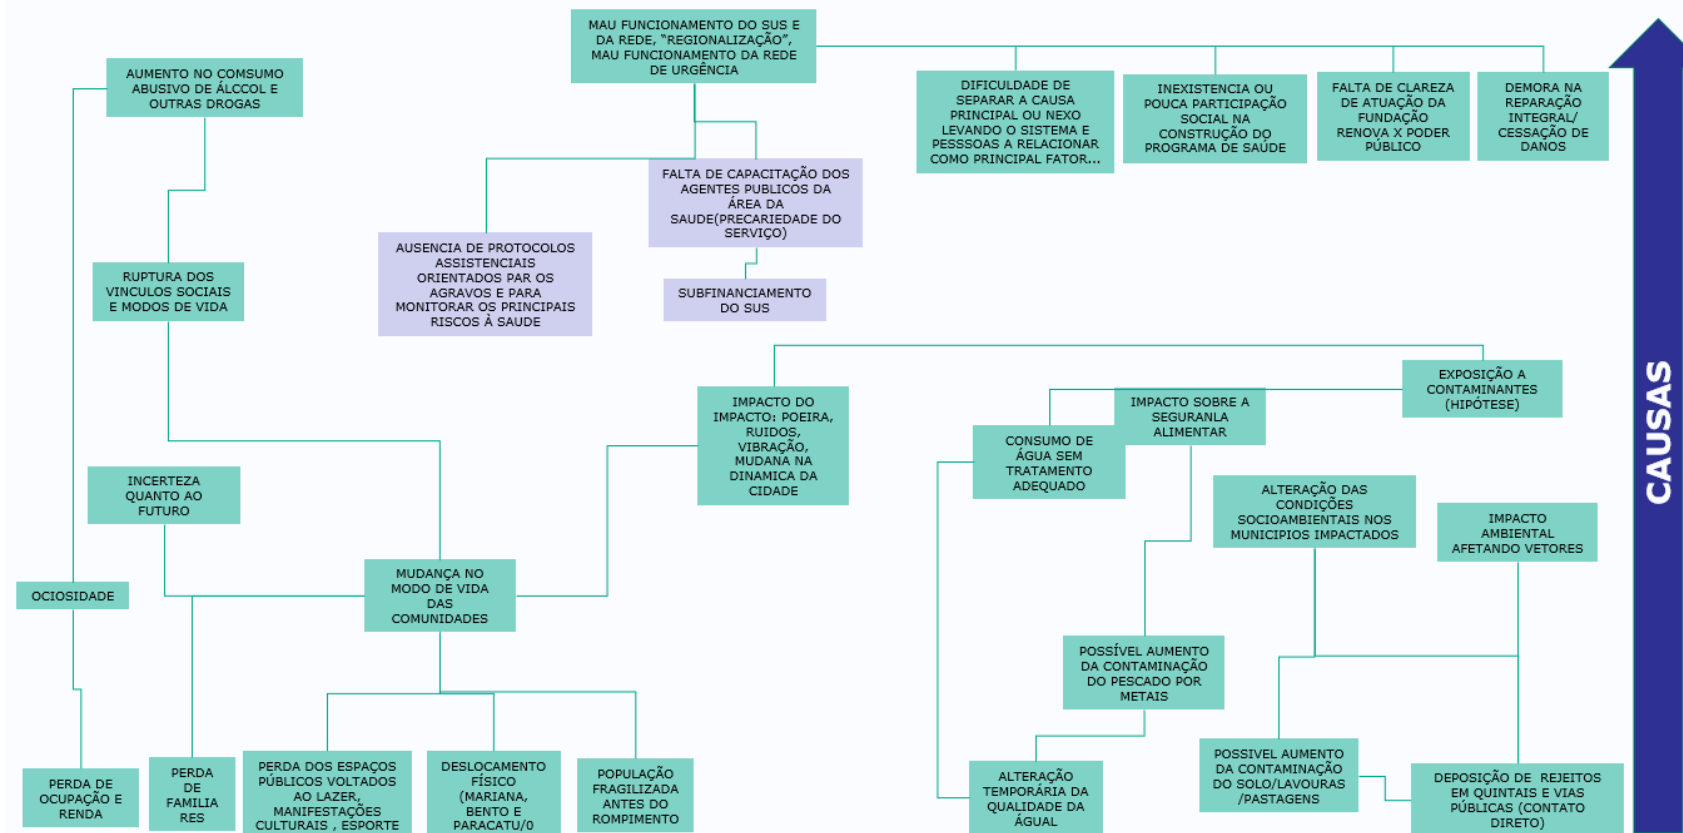 MAU FUNCIONAMENTO DO SUS E
DA REDE, “REGIONALIZAÇÃO”,
MAU FUNCIONAMENTO DA REDE
DE URGÊNCIA
AUMENTO NO COMSUMO
ABUSIVO DE ÁLCCOL E
OUTRAS DROGAS
DIFICULDADE DE
SEPARAR A CAUSA
PRINCIPAL OU NEXO
LEVANDO O SISTEMA E
PESSSOAS A RELACIONAR
COMO PRINCIPAL FATOR...
INEXISTENCIA OU
POUCA PARTICIPAÇÃO
SOCIAL NA
CONSTRUÇÃO DO
PROGRAMA DE SAÚDE
FALTA DE CLAREZA
DE ATUAÇÃO DA
FUNDAÇÃO
RENOVA X PODER
PÚBLICO
DEMORA NA
REPARAÇÃO
INTEGRAL/
CESSAÇÃO DE
DANOS
FALTA DE CAPACITAÇÃO DOS
AGENTES PUBLICOS DA
ÁREA DA
SAUDE(PRECARIEDADE DO
SERVIÇO)
AUSENCIA DE PROTOCOLOS
ASSISTENCIAIS
ORIENTADOS PAR OS
AGRAVOS E PARA
MONITORAR OS PRINCIPAIS
RISCOS À SAUDE
RUPTURA DOS
VINCULOS SOCIAIS
E MODOS DE VIDA
SUBFINANCIAMENTO
DO SUS
EXPOSIÇÃO A
CONTAMINANTES
(HIPÓTESE)
IMPACTO DO
IMPACTO: POEIRA,
RUIDOS,
VIBRAÇÃO,
MUDANA NA
DINAMICA DA
CIDADE
IMPACTO SOBRE A
SEGURANLA
ALIMENTAR
CONSUMO DE
ÁGUA SEM
TRATAMENTO
ADEQUADO
CAUSAS
INCERTEZA
QUANTO AO
FUTURO
ALTERAÇÃO DAS
CONDIÇÕES
SOCIOAMBIENTAIS NOS
MUNICIPIOS IMPACTADOS
IMPACTO
AMBIENTAL
AFETANDO VETORES
OCIOSIDADE
MUDANÇA NO
MODO DE VIDA
DAS
COMUNIDADES
POSSÍVEL AUMENTO
DA CONTAMINAÇÃO
DO PESCADO POR
METAIS
PERDA DE
OCUPAÇÃO E
RENDA
PERDA
DE
FAMILIA
RES
PERDA DOS ESPAÇOS
PÚBLICOS VOLTADOS
AO LAZER,
MANIFESTAÇÕES
CULTURAIS , ESPORTE
DESLOCAMENTO
FÍSICO
(MARIANA,
BENTO E
PARACATU/0
POPULAÇÃO
FRAGILIZADA
ANTES DO
ROMPIMENTO
ALTERAÇÃO
TEMPORÁRIA DA
QUALIDADE DA
ÁGUAL
POSSIVEL AUMENTO
DA CONTAMINAÇÃO
DO SOLO/LAVOURAS
/PASTAGENS
DEPOSIÇÃO DE REJEITOS
EM QUINTAIS E VIAS
PÚBLICAS (CONTATO
DIRETO)